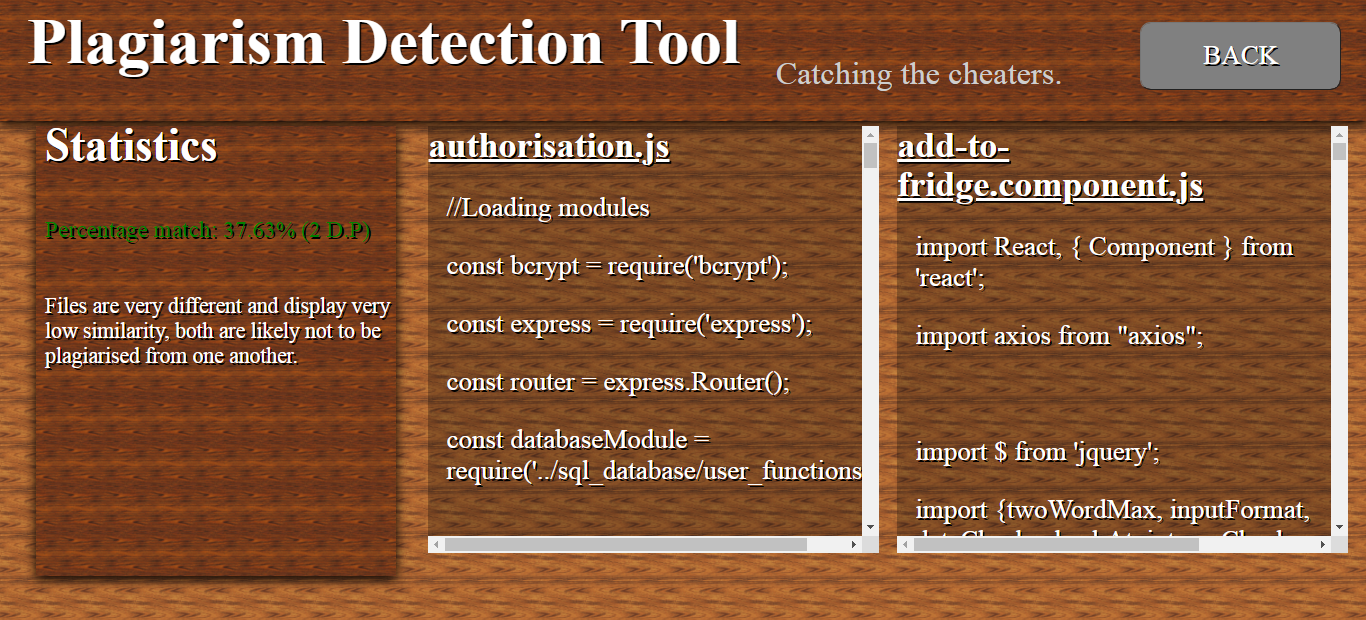 Plagiarism Detection Tool
Catching the cheaters.
BACK
Statistics
Percentage match: 37.63% (2 D.P)
Files are very different and display very
low similarity, both are likely not to be
plagiarised from one another.
authorisation.js
//Loading modules
const bcrypt = require('bcrypt');
const express = require('express');
const router = express.Router();
const databaseModule =
require('../sql_database/user_functions
add-to-
fridge.component.js
import React, { Component } from
'react';
import axios from "axios";
import $ from 'jquery';
import {twoWordMax, inputFormat,